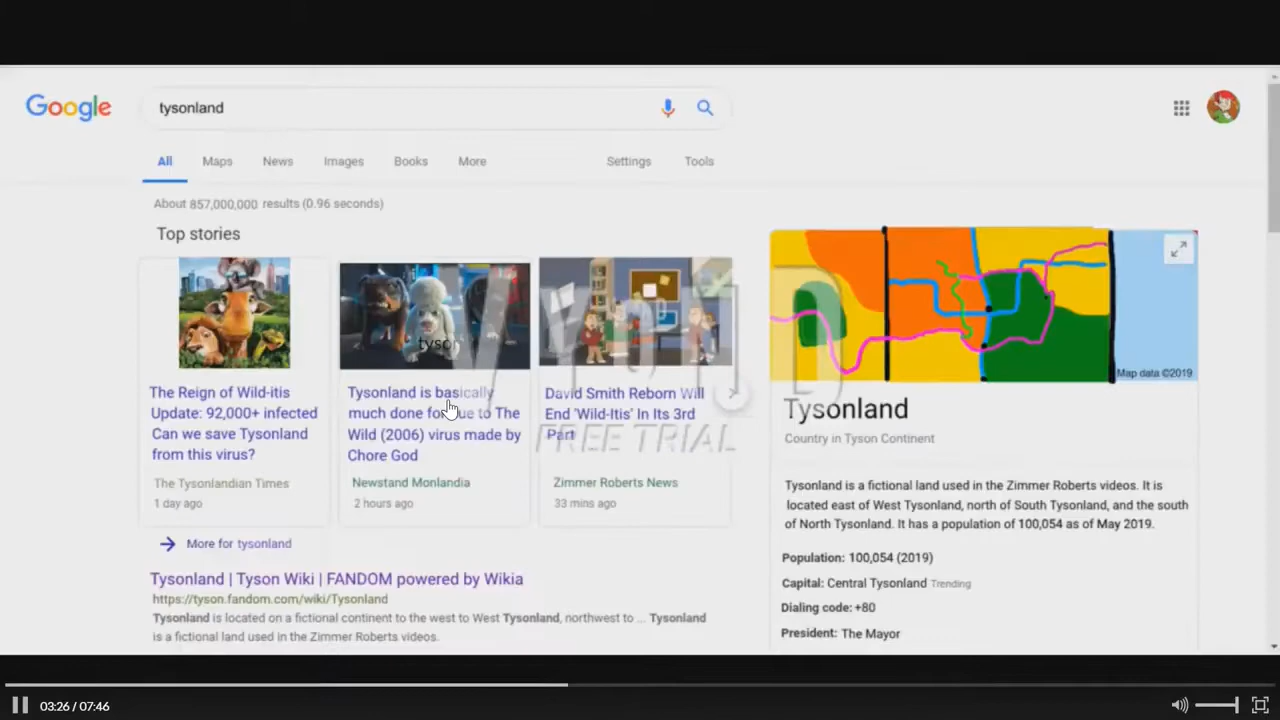 Google
tysonland
All
Maps
News
Images
Books
More
Settings
Tools
About 857,000,000 results (0.96 seconds)
Top stories
The Reign of Wild-itis
Update: 92,000+ infected
Can we save Tysonland
from this virus?
The Tysonlandian Times
1 day ago
tyson
Tysonland is basically
much done for due to The
Wild (2006) virus made by
Chore God
Newstand Monlandia
2 hours ago
David Smith Reborn Will
End 'Wild-Itis' In Its 3rd
Part
Zimmer Roberts News
33 mins ago
FREE TRIAL
More for tysonland
Tysonland | Tyson Wiki | FANDOM powered by Wikia
https://tyson.fandom.com/wiki/Tysonland
Tysonland is located on a fictional continent to the west to West Tysonland, northwest to ... Tysonland
is a fictional land used in the Zimmer Roberts videos.
Map data ©2019
Tysonland
Country in Tyson Continent
Tysonland is a fictional land used in the Zimmer Roberts videos. It is
located east of West Tysonland, north of South Tysonland, and the south
of North Tysonland. It has a population of 100,054 as of May 2019.
Population: 100,054 (2019)
Capital: Central Tysonland Trending
Dialing code: +80
President: The Mayor
03:26 / 07:46